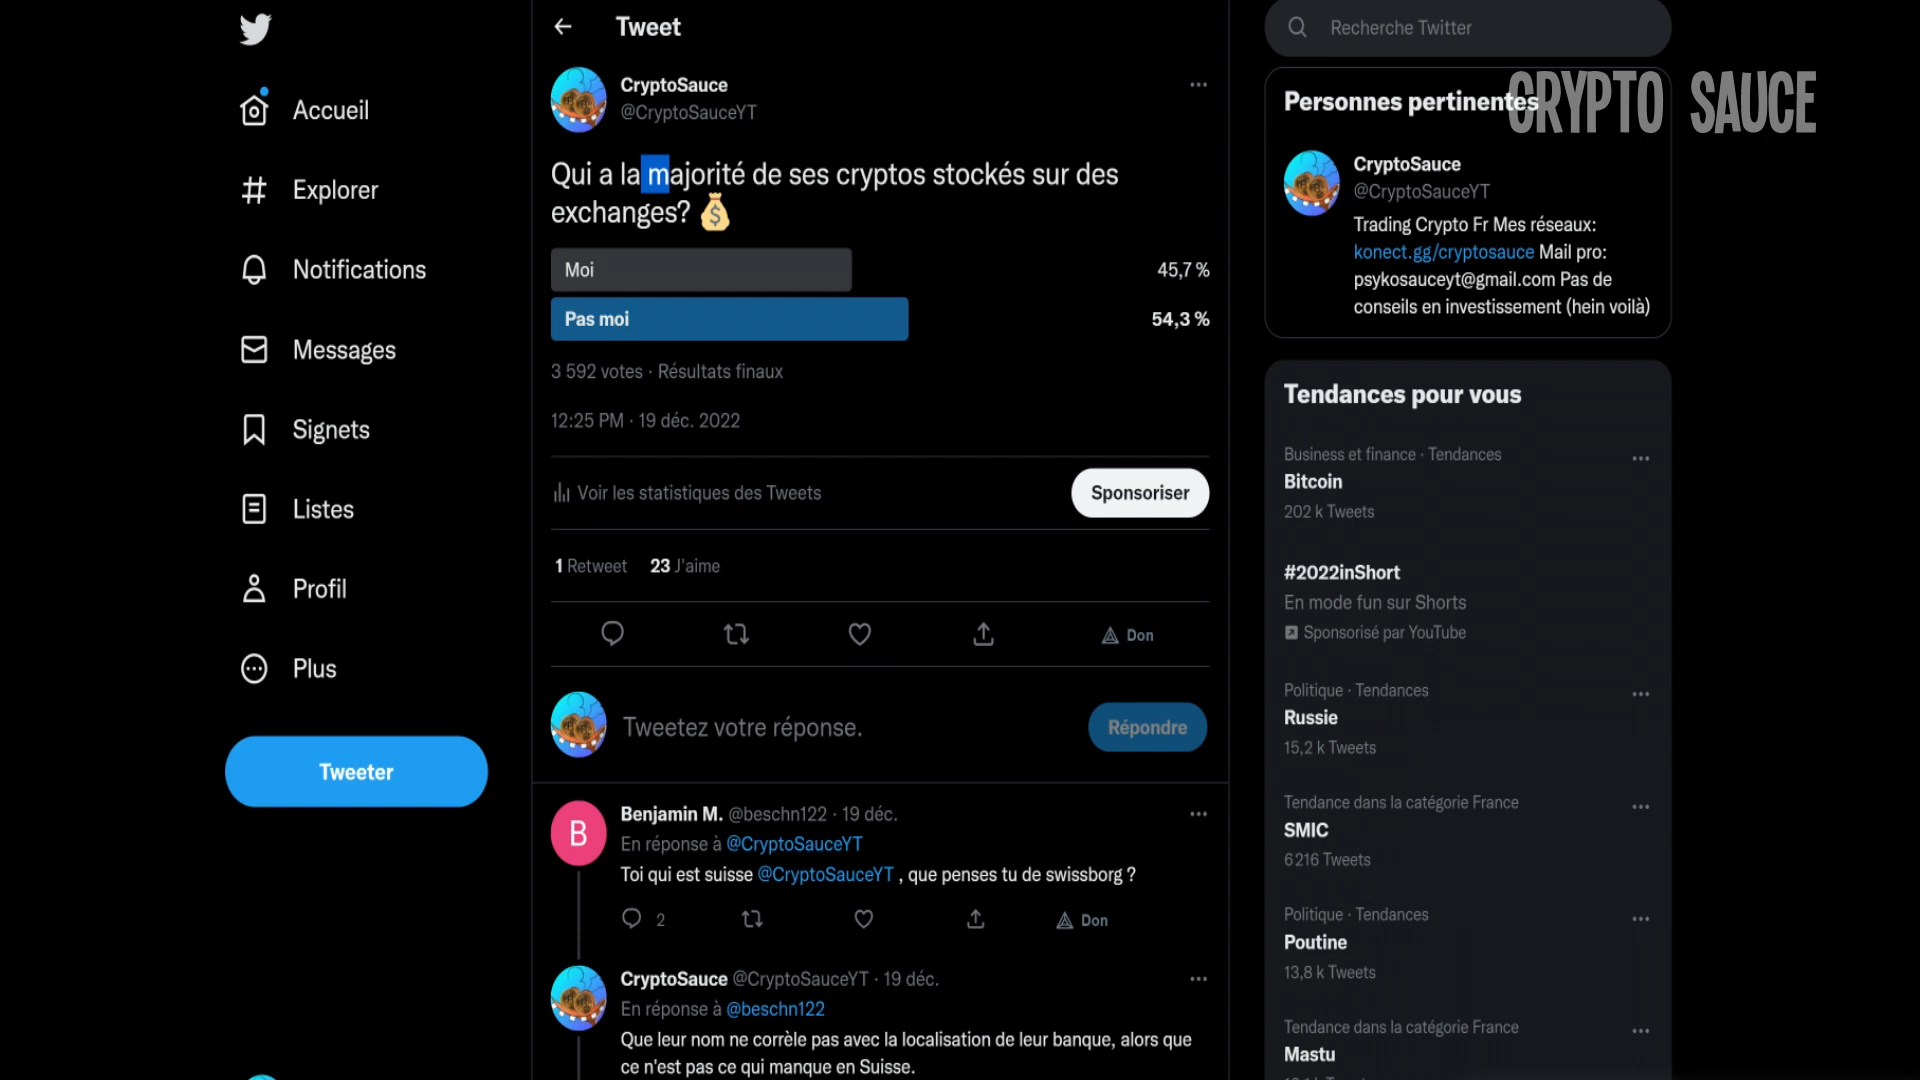 Accueil
Explorer
Notifications
Messages
Signets
Listes
Profil
Plus
Tweeter
Tweet
CryptoSauce
@CryptoSauceYT
Qui a la majorité de ses cryptos stockés sur des
exchanges?
Moi 45,7 %
Pas moi 54,3 %
3 592 votes · Résultats finaux
12:25 PM · 19 déc. 2022
Voir les statistiques des Tweets
Sponsoriser
1 Retweet 23 J'aime
Don
Tweetez votre réponse.
Répondre
B
Benjamin M. @beschn122 · 19 déc.
En réponse à @CryptoSauceYT
Toi qui est suisse @CryptoSauceYT , que penses tu de swissborg ?
2
Don
CryptoSauce @CryptoSauceYT · 19 déc.
En réponse à @beschn122
Que leur nom ne corrèle pas avec la localisation de leur banque, alors que
ce n'est pas ce qui manque en Suisse.
Recherche Twitter
CRYPTO SAUCE
Personnes pertinentes
CryptoSauce
@CryptoSauceYT
Trading Crypto Fr Mes réseaux:
konect.gg/cryptosauce Mail pro:
psykosauceyt@gmail.com Pas de
conseils en investissement (hein voilà)
Tendances pour vous
Business et finance · Tendances
Bitcoin
202 k Tweets
#2022inShort
En mode fun sur Shorts
Sponsorisé par YouTube
Politique · Tendances
Russie
15,2 k Tweets
Tendance dans la catégorie France
SMIC
6 216 Tweets
Politique · Tendances
Poutine
13,8 k Tweets
Tendance dans la catégorie France
Mastu